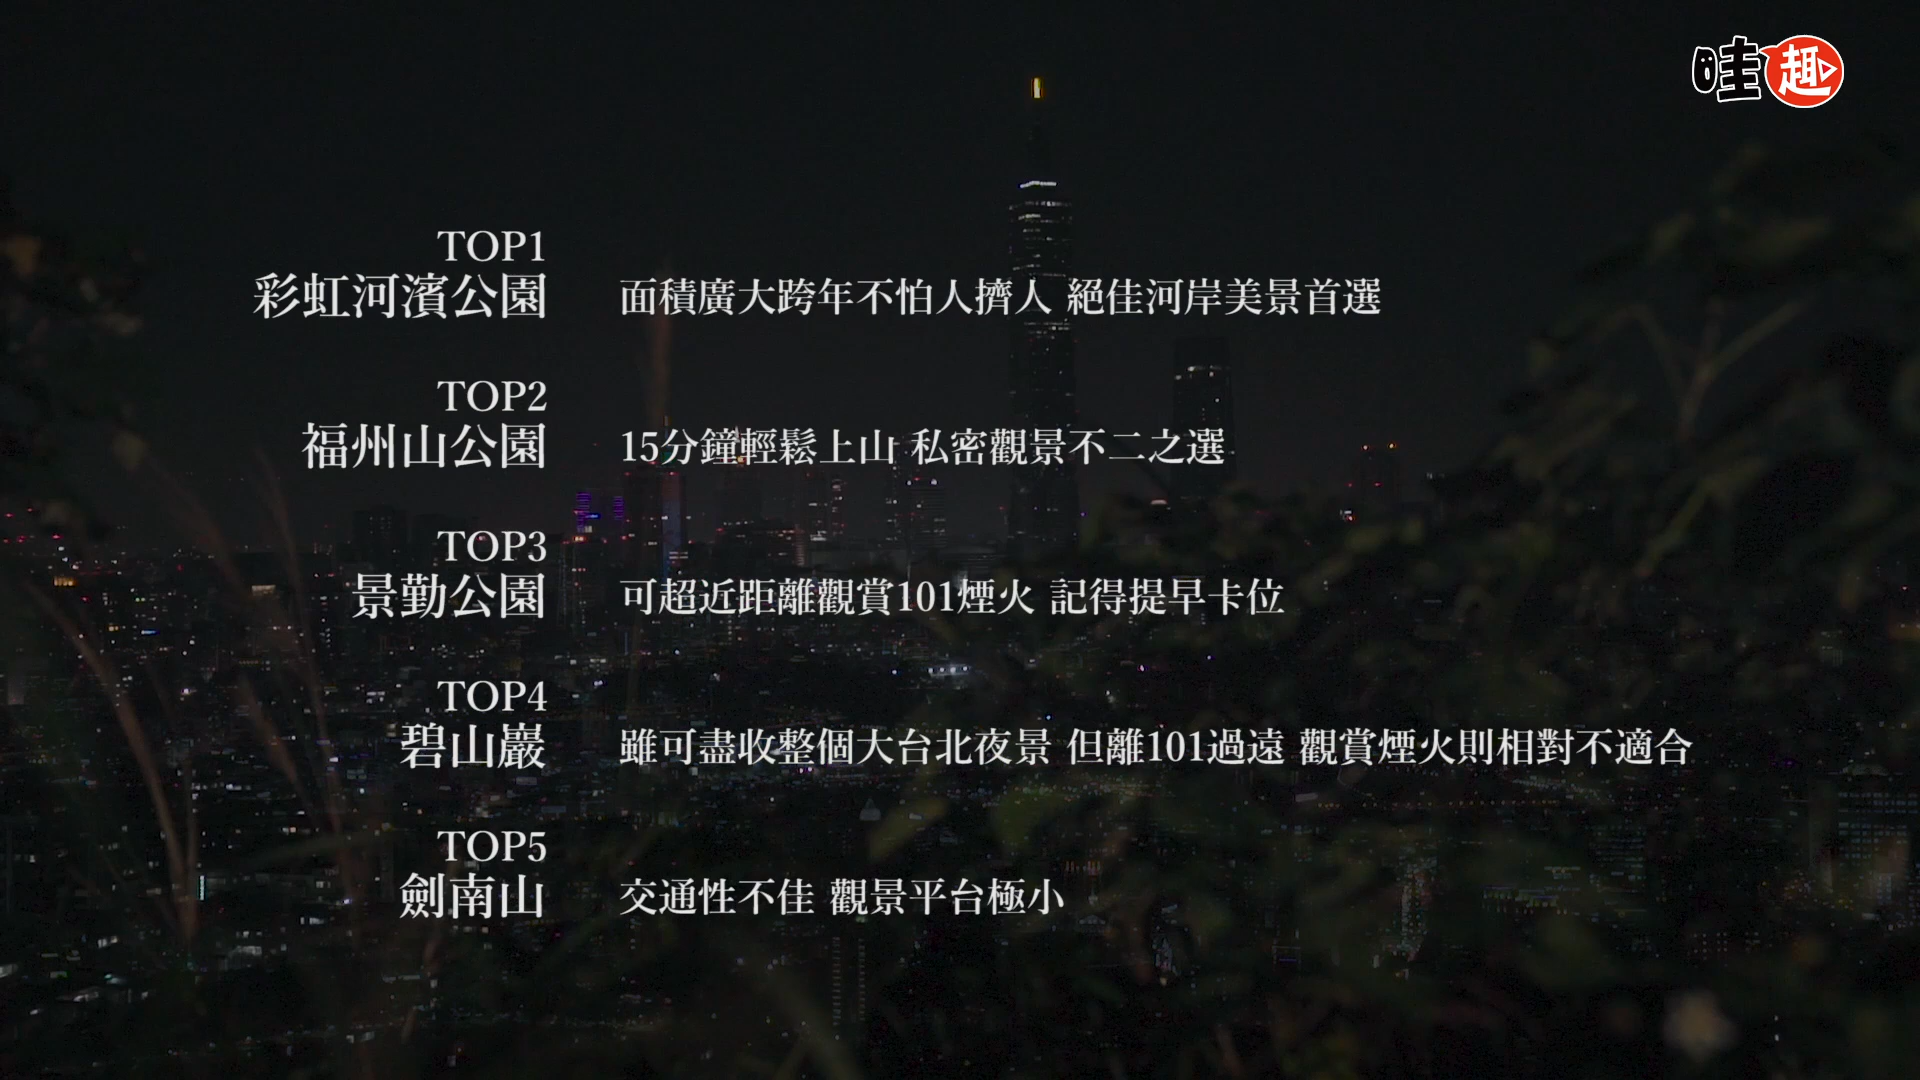 哇趣
TOP1
彩虹河濱公園 面積廣大跨年不怕人擠人 絕佳河岸美景首選
TOP2
福州山公園 15分鐘輕鬆上山 私密觀景不二之選
TOP3
景勤公園 可超近距離觀賞101煙火 記得提早卡位
TOP4
碧山巖 雖可盡收整個大台北夜景 但離101過遠 觀賞煙火則相對不適合
TOP5
劍南山 交通性不佳 觀景平台極小